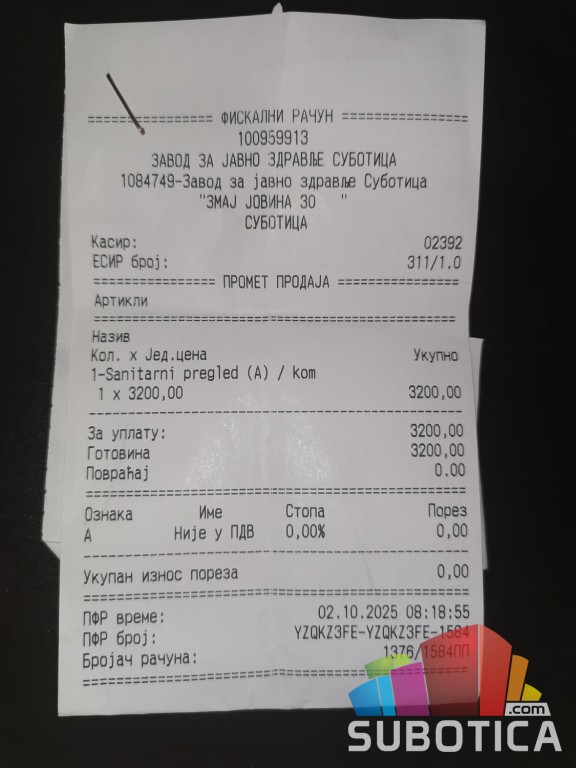 ============== ФИСКАЛНИ РАЧУН ===============
100959913
ЗАВОД ЗА ЈАВНО ЗДРАВЉЕ СУБОТИЦА
1084749-Завод за јавно здравље Суботица
"ЗМАЈ ЈОВИНА 30   "
СУБОТИЦА
Касир: 02392
ЕСИР број: 311/1.0
============== ПРОМЕТ ПРОДАЈА ==============
Артикли
Назив
Кол. x Јед.цена Укупно
1-Sanitarni pregled (A) / kom
1 x 3200,00 3200,00
За уплату: 3200,00
Готовина 3200,00
Повраћај 0.00
Ознака Име Стопа Порез
А Није у ПДВ 0,00% 0,00
Укупан износ пореза 0,00
ПФР време: 02.10.2025 08:18:55
ПФР број: YZQKZ3FE-YZQKZ3FE-1584
Бројач рачуна: 1376/1584ПП
.com
SUBOTICA